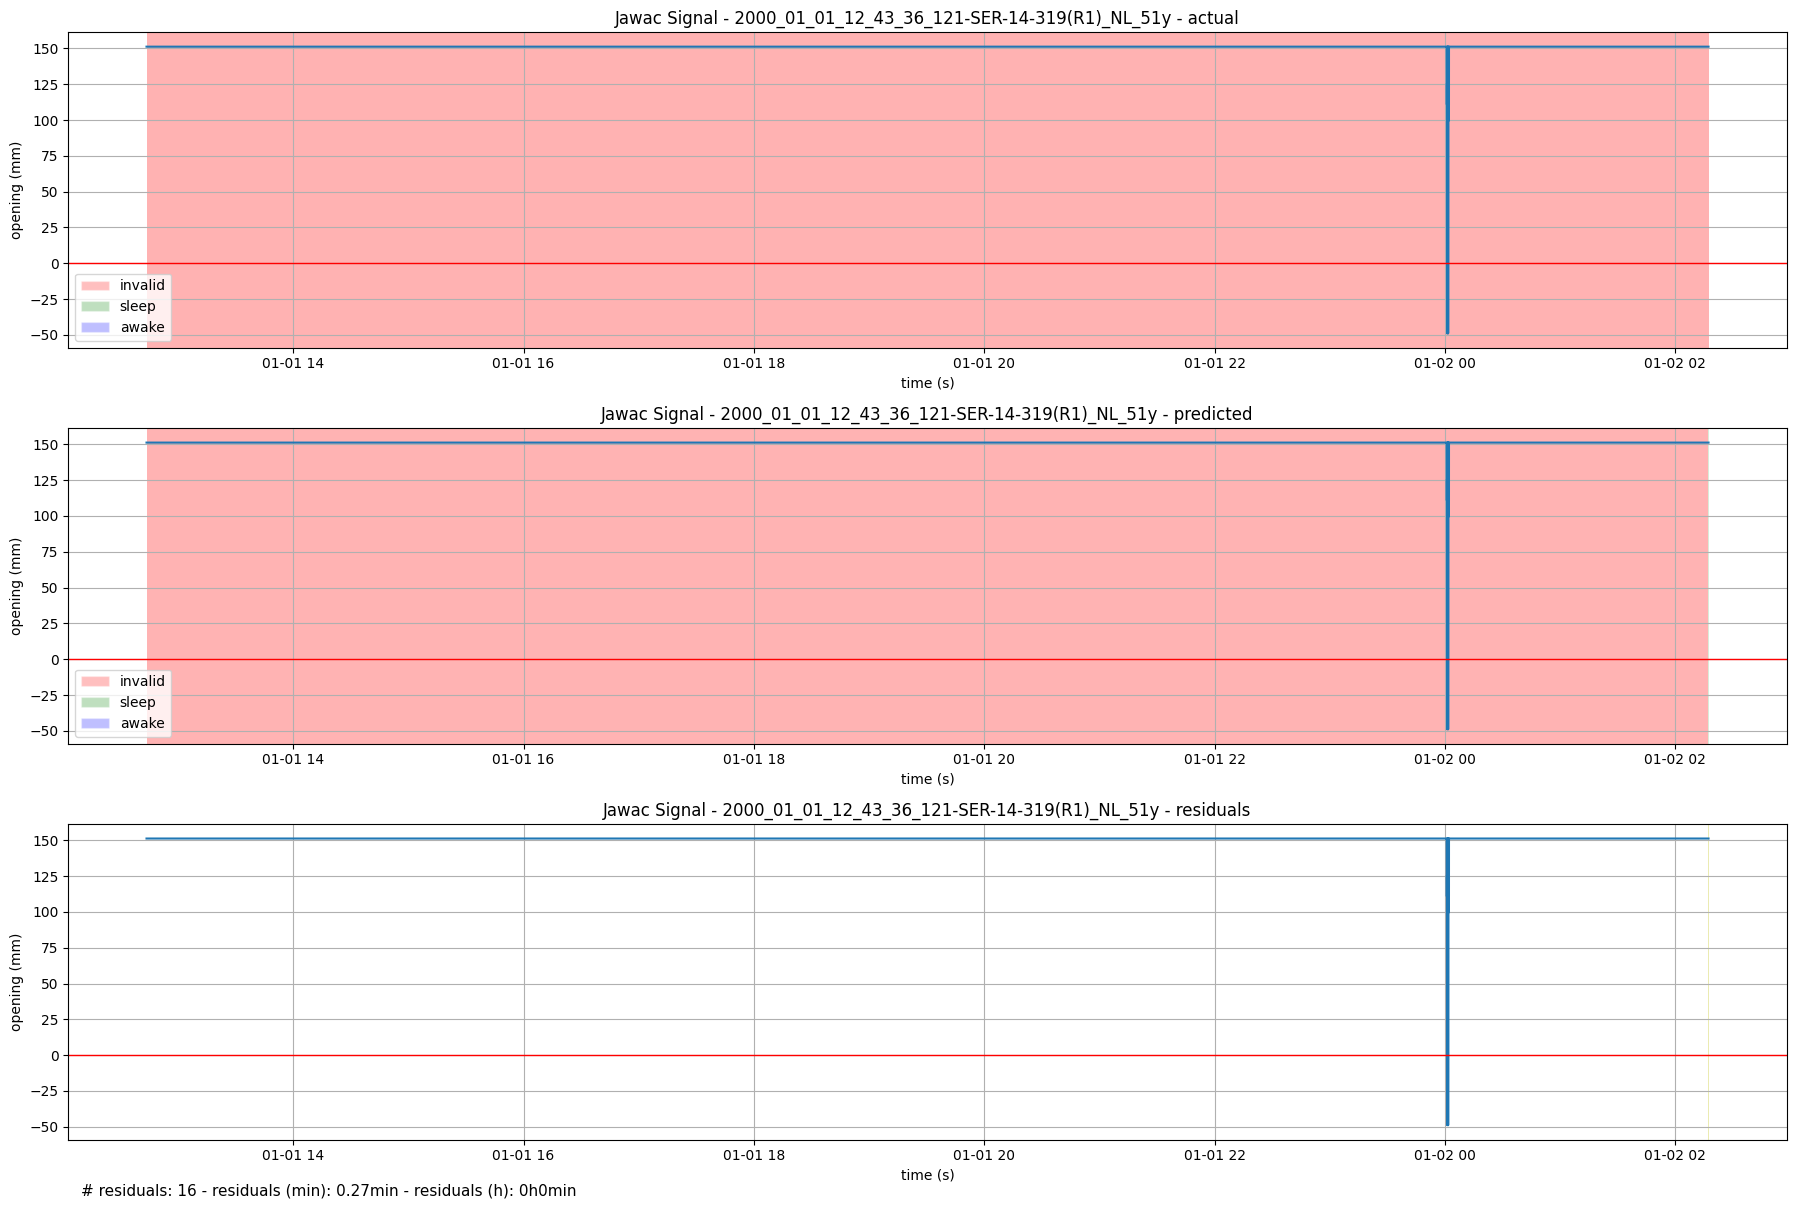 Jawac Signal - 2000_01_01_12_43_36_121-SER-14-319(R1)_NL_51y - actual
150
125
100
75
50
25
0
−25
−50
opening (mm)
invalid
sleep
awake
01-01 14 01-01 16 01-01 18 01-01 20 01-01 22 01-02 00 01-02 02
time (s)
Jawac Signal - 2000_01_01_12_43_36_121-SER-14-319(R1)_NL_51y - predicted
150
125
100
75
50
25
0
−25
−50
opening (mm)
invalid
sleep
awake
01-01 14 01-01 16 01-01 18 01-01 20 01-01 22 01-02 00 01-02 02
time (s)
Jawac Signal - 2000_01_01_12_43_36_121-SER-14-319(R1)_NL_51y - residuals
150
125
100
75
50
25
0
−25
−50
opening (mm)
01-01 14 01-01 16 01-01 18 01-01 20 01-01 22 01-02 00 01-02 02
time (s)
# residuals: 16 - residuals (min): 0.27min - residuals (h): 0h0min